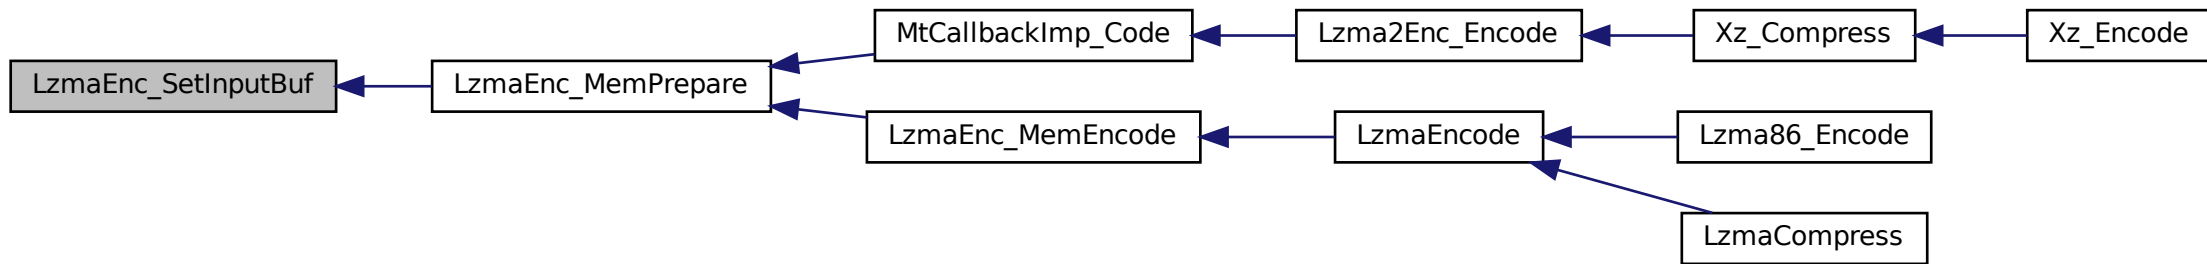 MtCallbackImp_Code
Lzma2Enc_Encode
Xz_Compress
Xz_Encode
LzmaEnc_SetInputBuf
LzmaEnc_MemPrepare
LzmaEnc_MemEncode
LzmaEncode
Lzma86_Encode
LzmaCompress